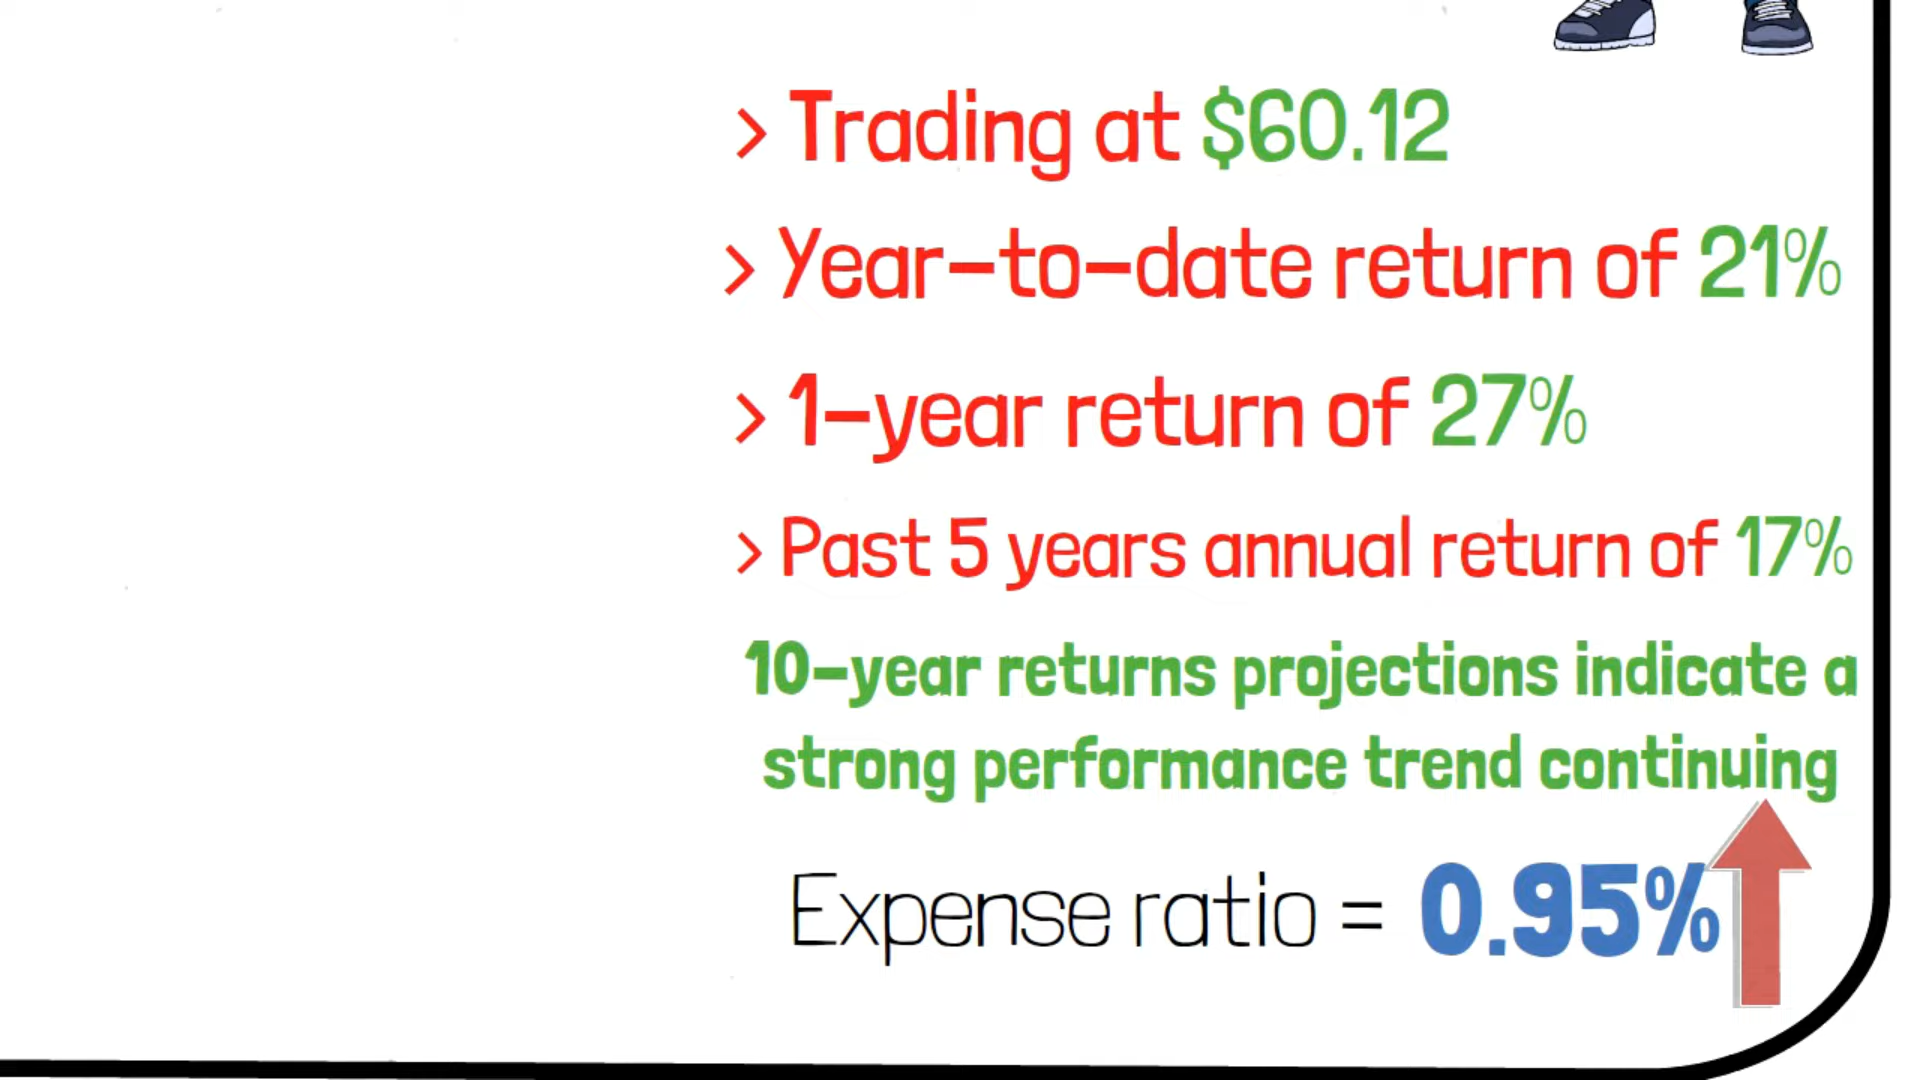 > Trading at $60.12
> Year-to-date return of 21%
> 1-year return of 27%
> Past 5 years annual return of 17%
10-year returns projections indicate a
strong performance trend continuing
Expense ratio = 0.95%